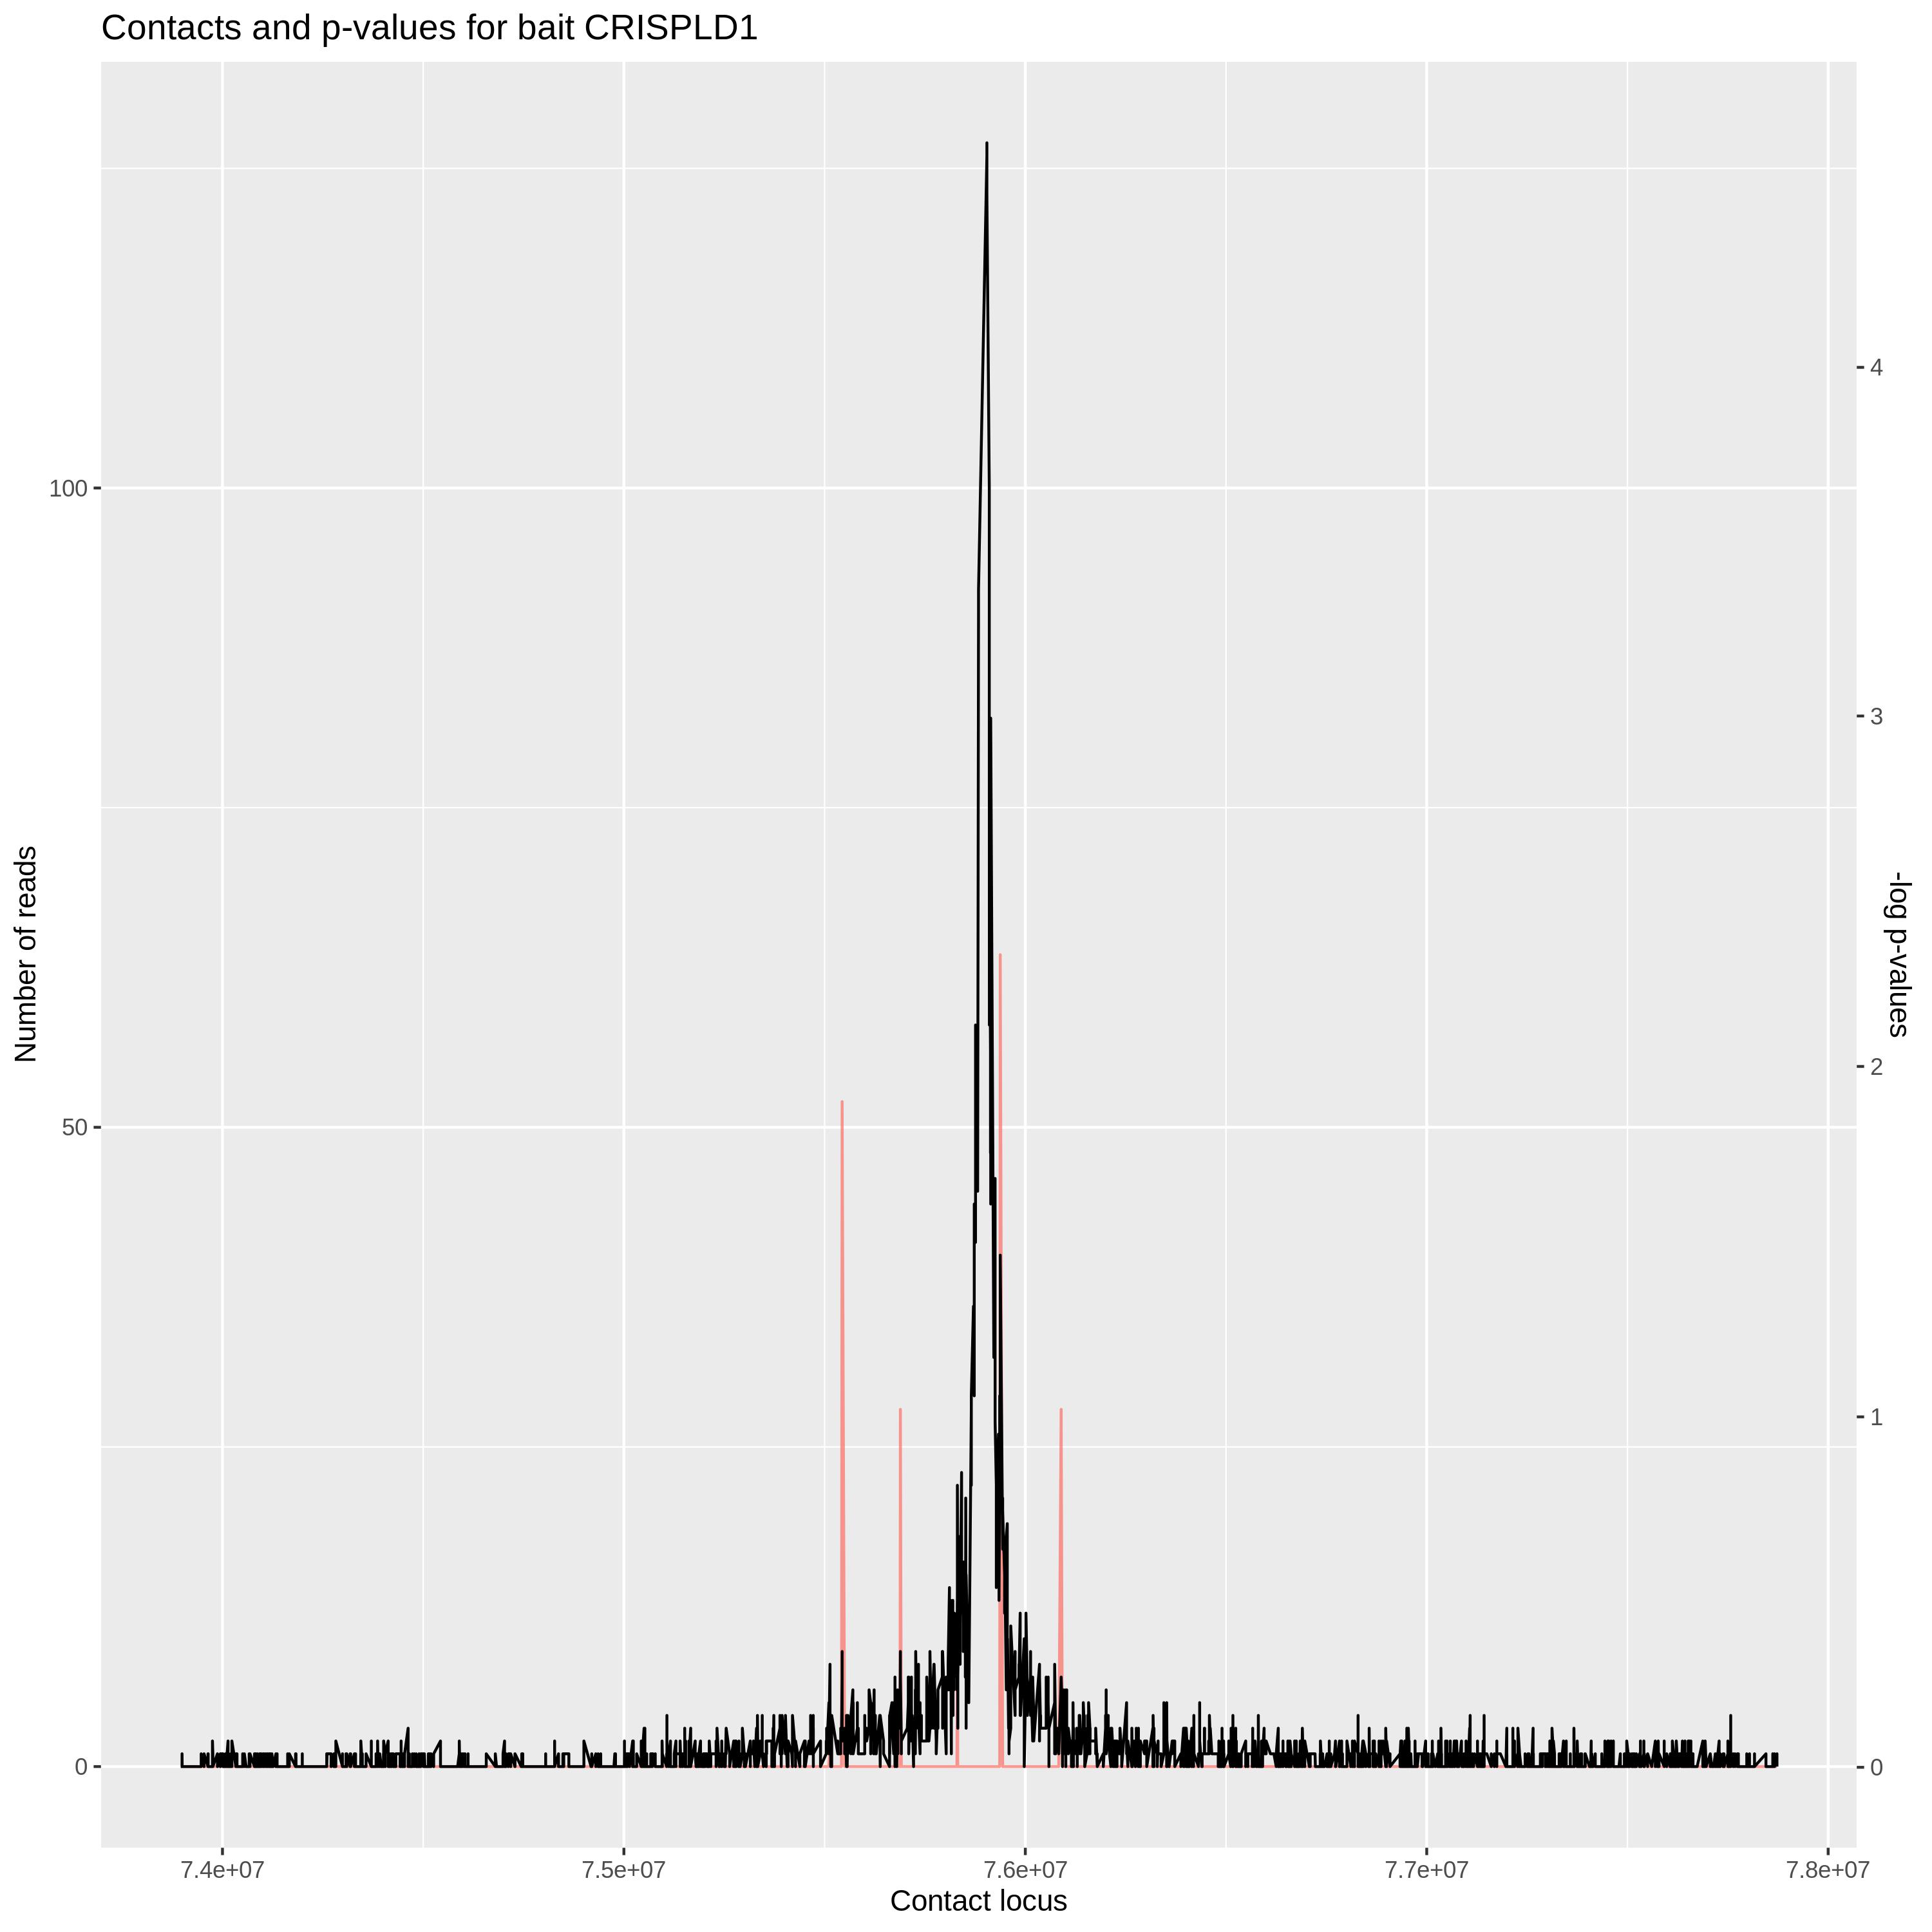 Contacts and p-values for bait CRISPLD1
Number of reads
100
50
0
4
3
2
1
0
-log p-values
7.4e+07 7.5e+07 7.6e+07 7.7e+07 7.8e+07
Contact locus